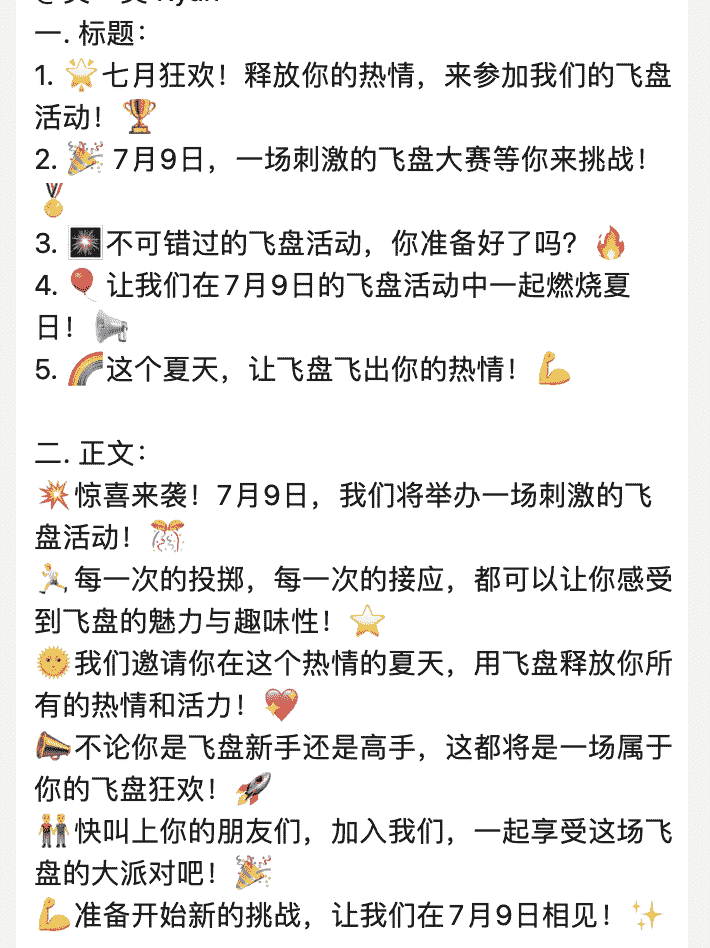 一. 标题：
1. 🌟七月狂欢！释放你的热情，来参加我们的飞盘
活动！🏆
2. 🎉 7月9日，一场刺激的飞盘大赛等你来挑战！
🏅
3. 🎆不可错过的飞盘活动，你准备好了吗？🔥
4. 🎈 让我们在7月9日的飞盘活动中一起燃烧夏
日！📢
5. 🌈这个夏天，让飞盘飞出你的热情！💪
二. 正文：
💥惊喜来袭！7月9日，我们将举办一场刺激的飞
盘活动！🎊
🏃每一次的投掷，每一次的接应，都可以让你感受
到飞盘的魅力与趣味性！⭐
🌞我们邀请你在这个热情的夏天，用飞盘释放你所
有的热情和活力！💖
📣不论你是飞盘新手还是高手，这都将是一场属于
你的飞盘狂欢！🚀
👬快叫上你的朋友们，加入我们，一起享受这场飞
盘的大派对吧！🎉
💪准备开始新的挑战，让我们在7月9日相见！✨